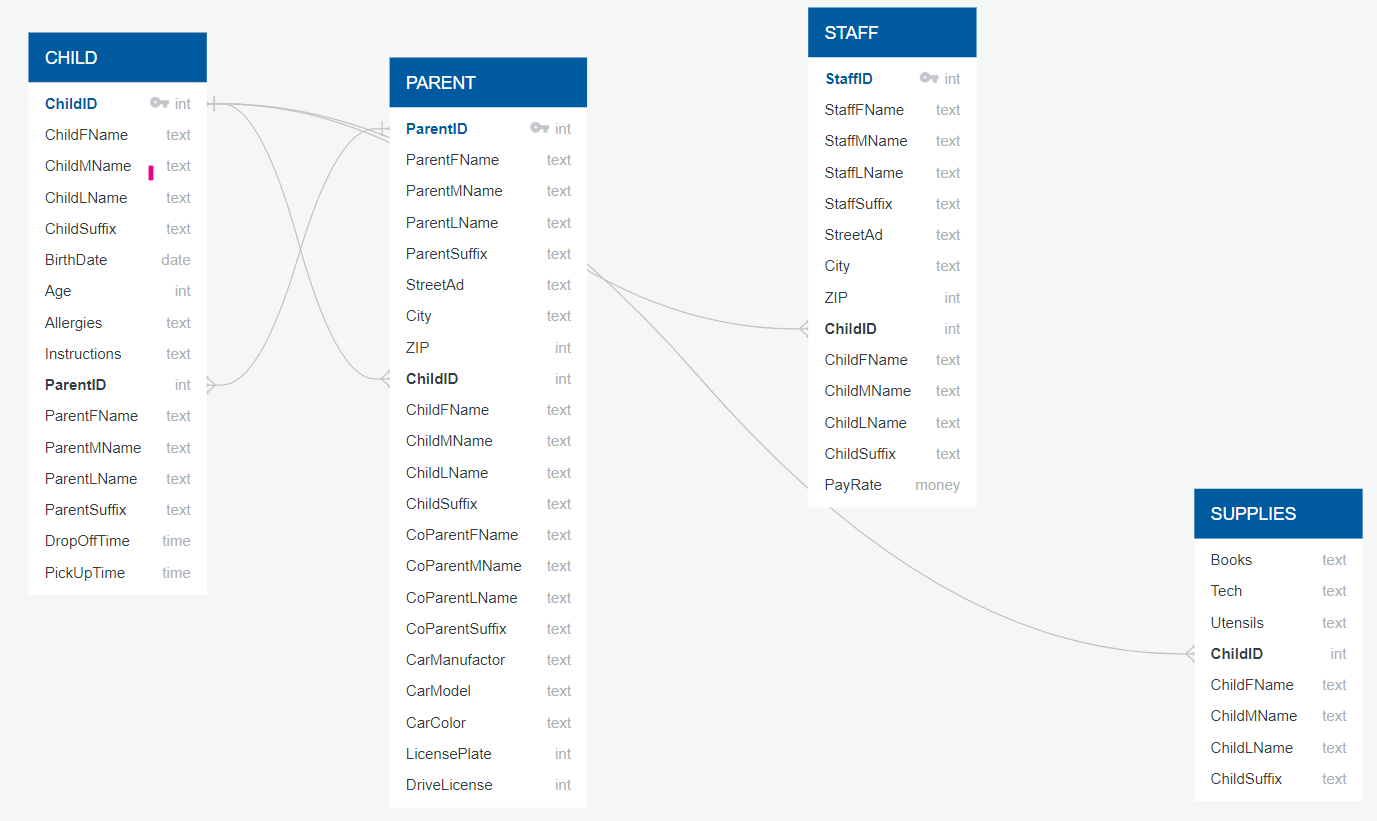 CHILD
ChildID int
ChildFName text
ChildMName text
ChildLName text
ChildSuffix text
BirthDate date
Age int
Allergies text
Instructions text
ParentID int
ParentFName text
ParentMName text
ParentLName text
ParentSuffix text
DropOffTime time
PickUpTime time
PARENT
ParentID int
ParentFName text
ParentMName text
ParentLName text
ParentSuffix text
StreetAd text
City text
ZIP int
ChildID int
ChildFName text
ChildMName text
ChildLName text
ChildSuffix text
CoParentFName text
CoParentMName text
CoParentLName text
CoParentSuffix text
CarManufactor text
CarModel text
CarColor text
LicensePlate int
DriveLicense int
STAFF
StaffID int
StaffFName text
StaffMName text
StaffLName text
StaffSuffix text
StreetAd text
City text
ZIP int
ChildID int
ChildFName text
ChildMName text
ChildLName text
ChildSuffix text
PayRate money
SUPPLIES
Books text
Tech text
Utensils text
ChildID int
ChildFName text
ChildMName text
ChildLName text
ChildSuffix text